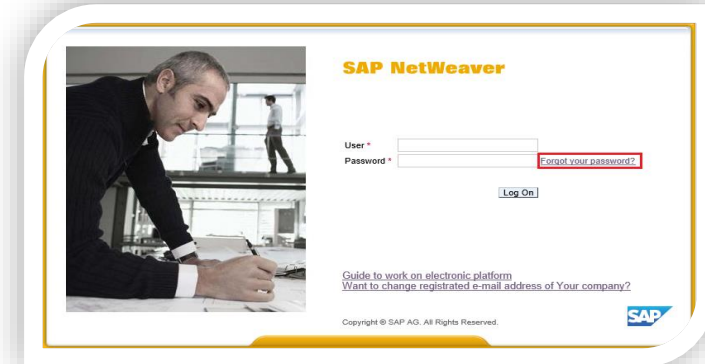 SAP NetWeaver
User *
Password *
Forgot your password?
Log On
Guide to work on electronic platform
Want to change registrated e-mail address of Your company?
Copyright © SAP AG. All Rights Reserved.
SAP